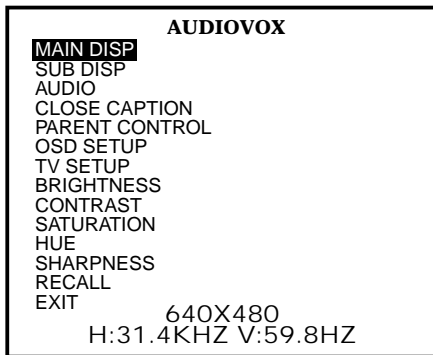 AUDIOVOX
MAIN DISP
SUB DISP
AUDIO
CLOSE CAPTION
PARENT CONTROL
OSD SETUP
TV SETUP
BRIGHTNESS
CONTRAST
SATURATION
HUE
SHARPNESS
RECALL
EXIT
640X480
H:31.4KHZ V:59.8HZ